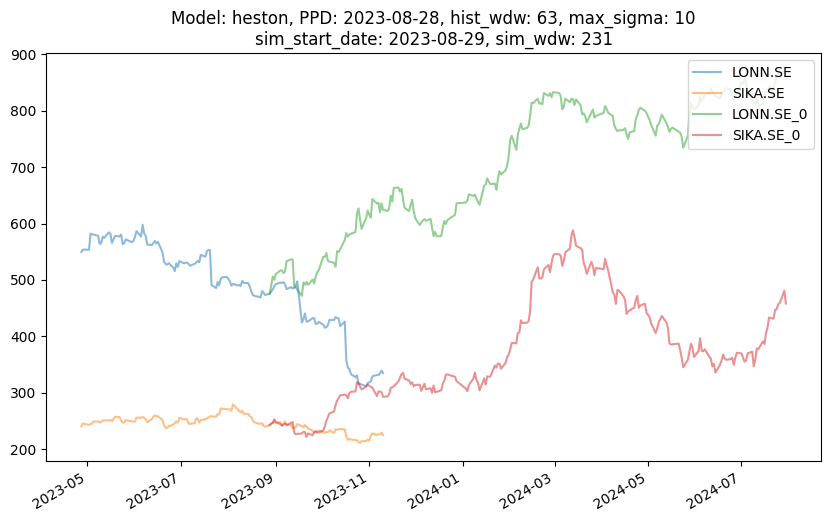 Model: heston, PPD: 2023-08-28, hist_wdw: 63, max_sigma: 10
sim_start_date: 2023-08-29, sim_wdw: 231
900
800
700
600
500
400
300
200
LONN.SE
SIKA.SE
LONN.SE_0
SIKA.SE_0
2023-05
2023-07
2023-09
2023-11
2024-01
2024-03
2024-05
2024-07